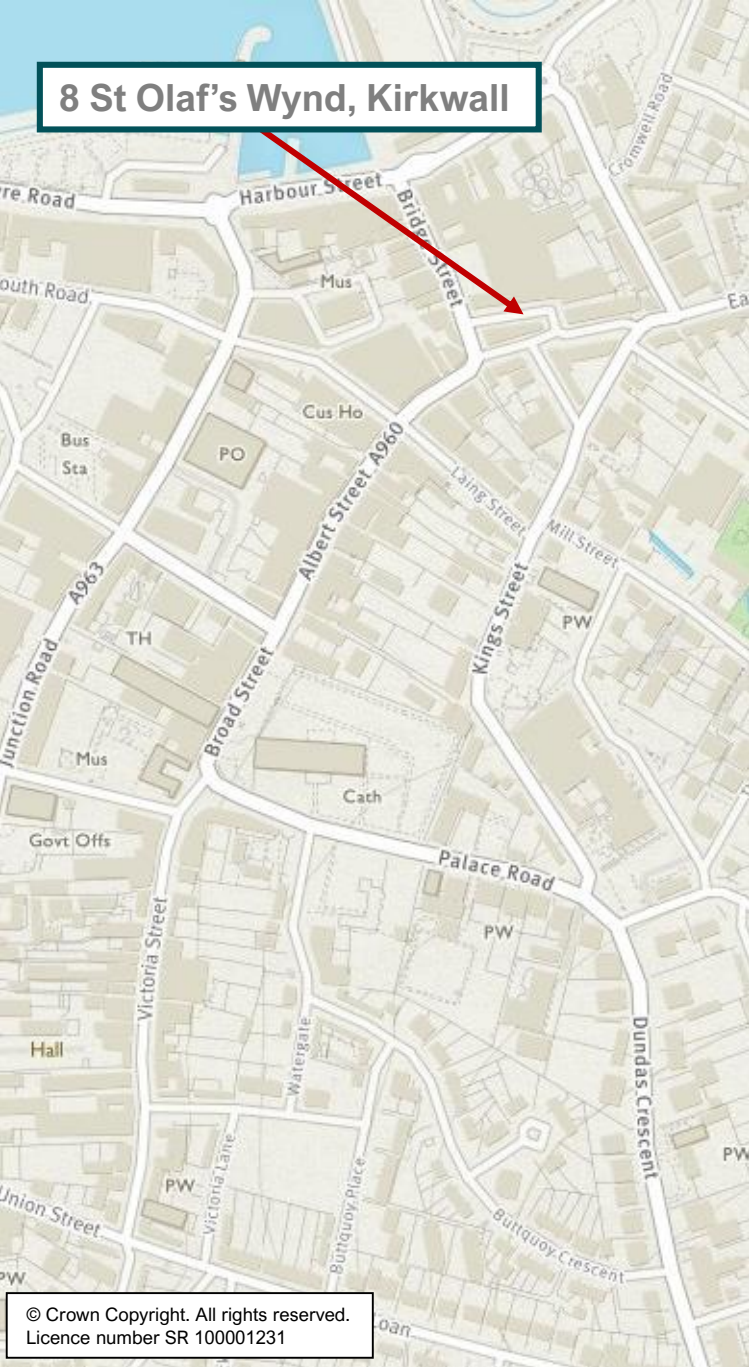 8 St Olaf's Wynd, Kirkwall
Cromwell Road
re Road
Harbour Street
Bridge Street
outh Road
Mus
Ea
Cus Ho
Bus
Sta
PO
Albert Street A960
Laing Street
Mill Street
A963
Kings Street
PW
TH
Junction Road
Broad Street
Mus
Cath
Govt Offs
Palace Road
Victoria Street
PW
Hall
Watergate
Dundas Crescent
PW
Victoria Lane
PW
Buttquoy Place
Union Street
Buttquoy Crescent
PW
oan
© Crown Copyright. All rights reserved.
Licence number SR 100001231